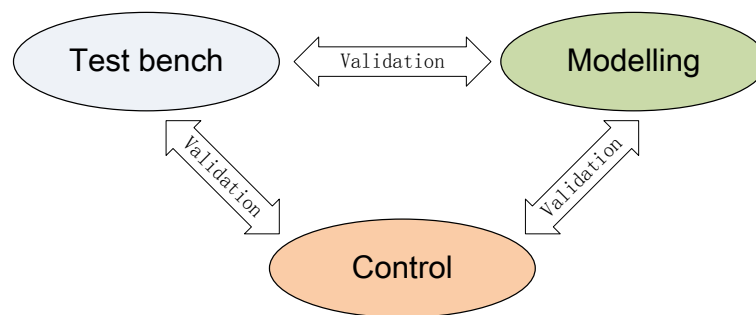 Test bench
Validation
Modelling
Validation
Validation
Control